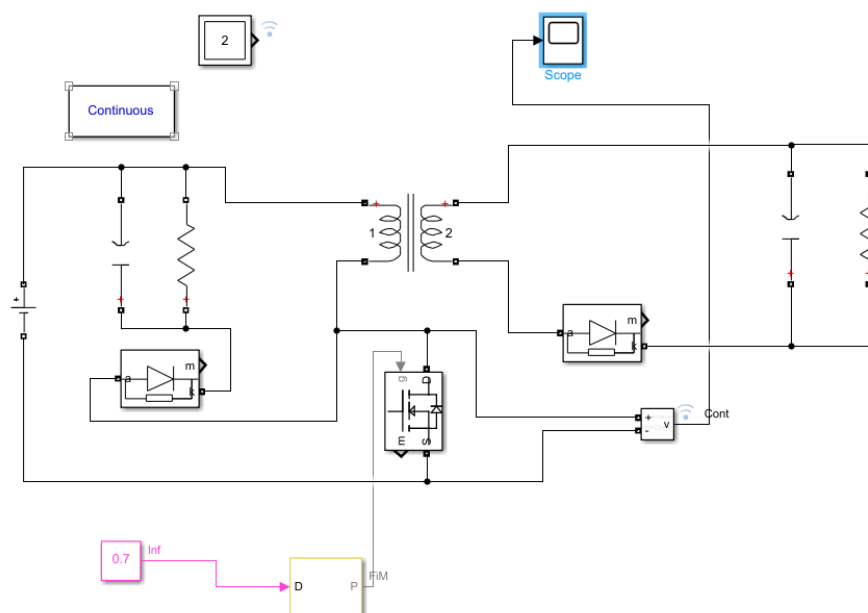 2
Scope
Continuous
+
+
1
2
+
+
+
+
m
a
k
m
a
k
g
D
m
S
+
-
v
Cont
0.7
Inf
D
P
FiM